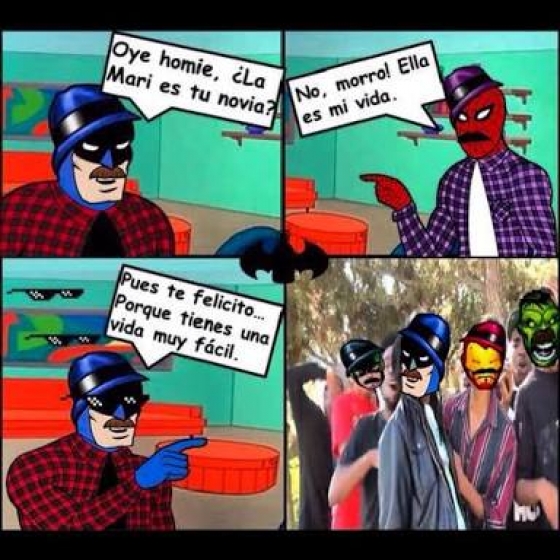 Oye homie, ¿La
Mari es tu novia?
No, morro! Ella
es mi vida.
Pues te felicito...
Porque tienes una
vida muy fácil.